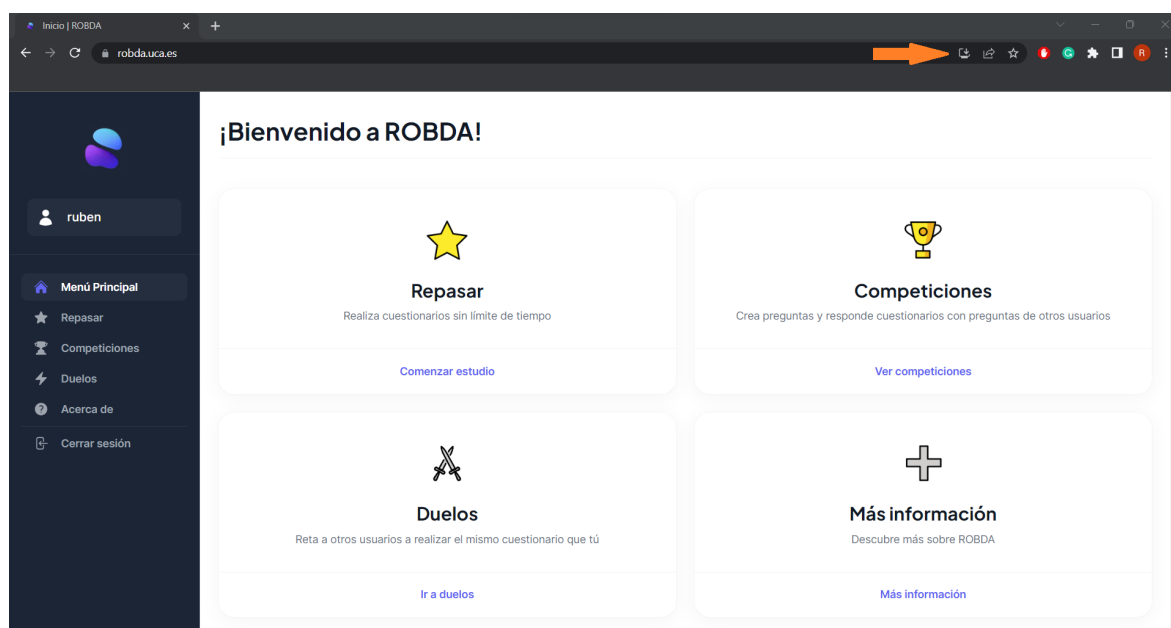 Inicio | ROBDA
robda.uca.es
R
¡Bienvenido a ROBDA!
ruben
Menú Principal
Repasar
Competiciones
Duelos
Acerca de
Cerrar sesión
Repasar
Realiza cuestionarios sin límite de tiempo
Comenzar estudio
Competiciones
Crea preguntas y responde cuestionarios con preguntas de otros usuarios
Ver competiciones
Duelos
Reta a otros usuarios a realizar el mismo cuestionario que tú
Ir a duelos
Más información
Descubre más sobre ROBDA
Más información